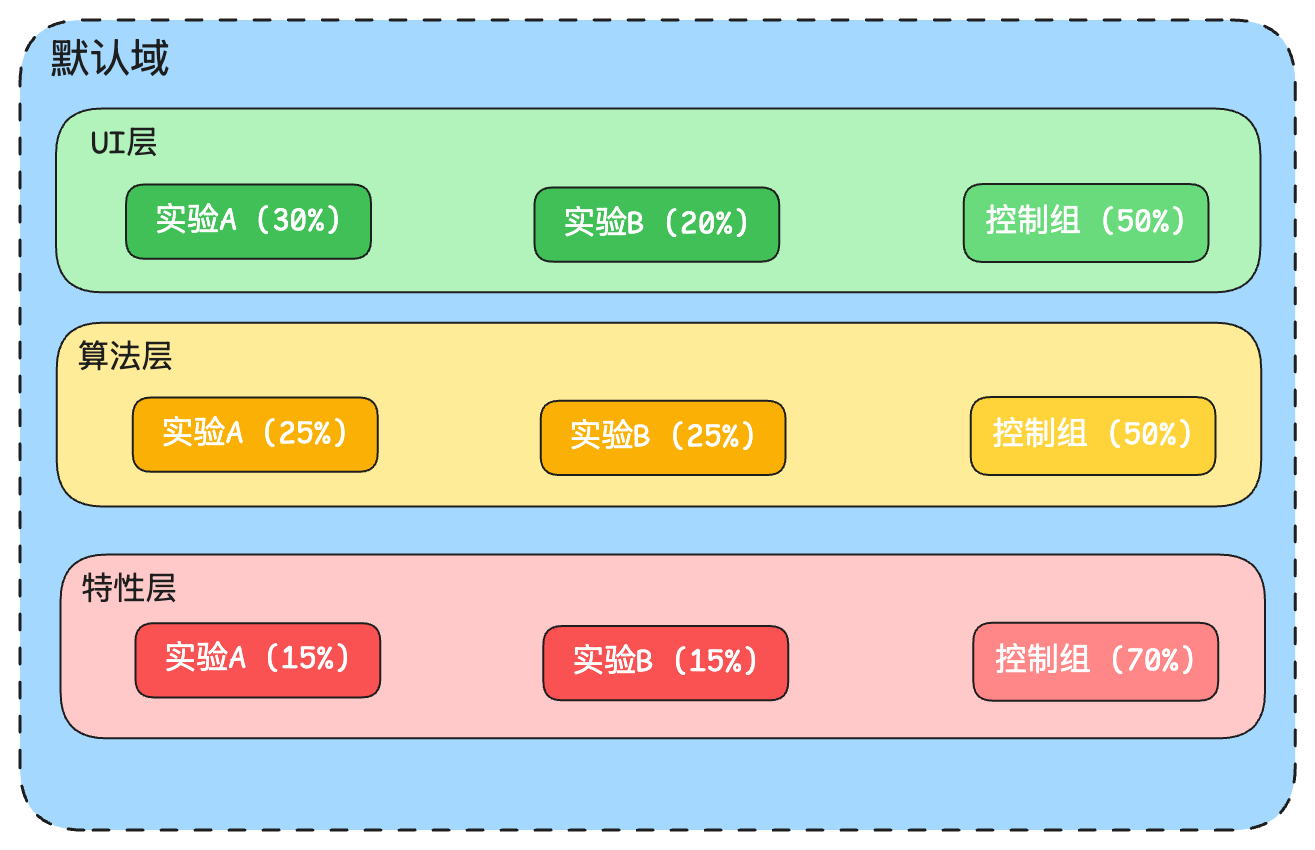 默认域
UI层
实验A (30%)
实验B (20%)
控制组 (50%)
算法层
实验A (25%)
实验B (25%)
控制组 (50%)
特性层
实验A (15%)
实验B (15%)
控制组 (70%)